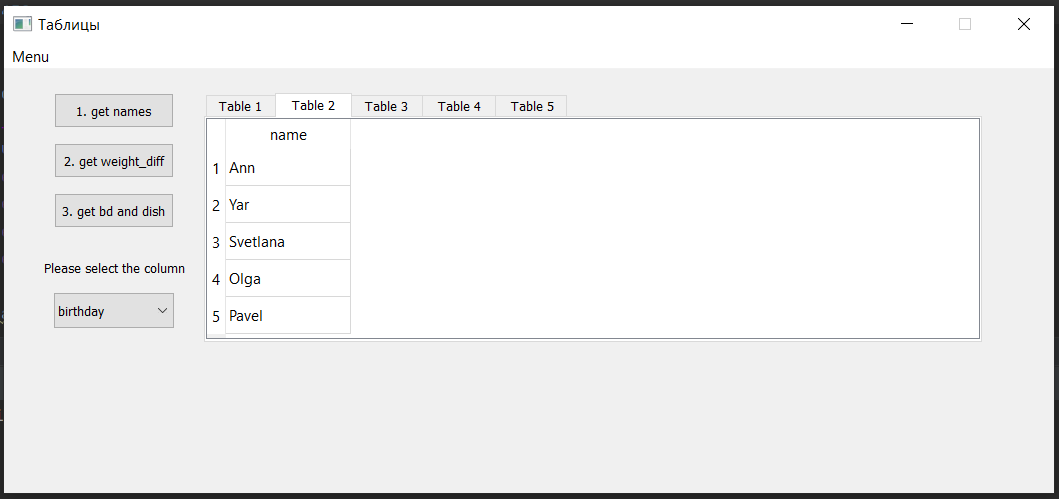 Таблицы
Menu
1. get names
2. get weight_diff
3. get bd and dish
Please select the column
birthday
Table 1 Table 2 Table 3 Table 4 Table 5
name
1 Ann
2 Yar
3 Svetlana
4 Olga
5 Pavel